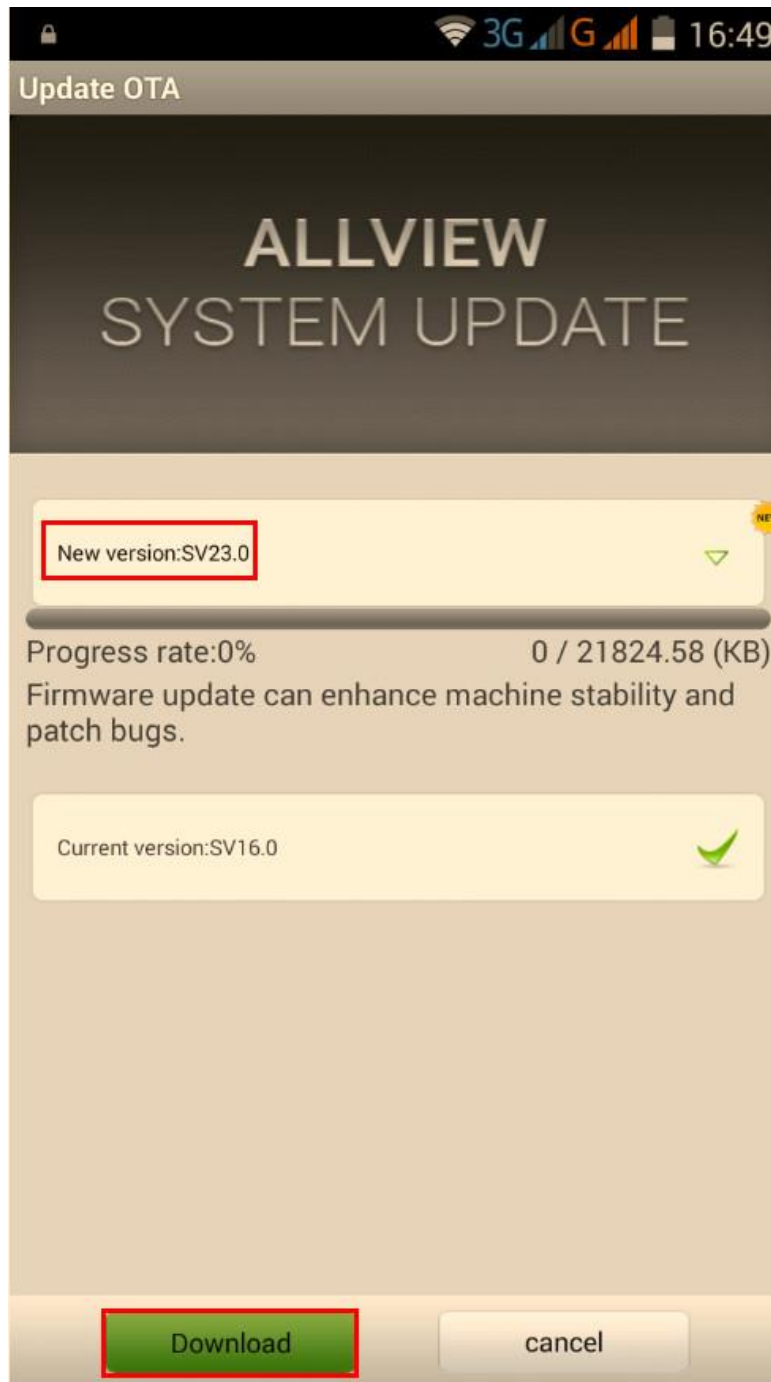 3G G 16:49
Update OTA
ALLVIEW
SYSTEM UPDATE
NEW
New version:SV23.0
Progress rate:0% 0 / 21824.58 (KB)
Firmware update can enhance machine stability and
patch bugs.
Current version:SV16.0
Download cancel